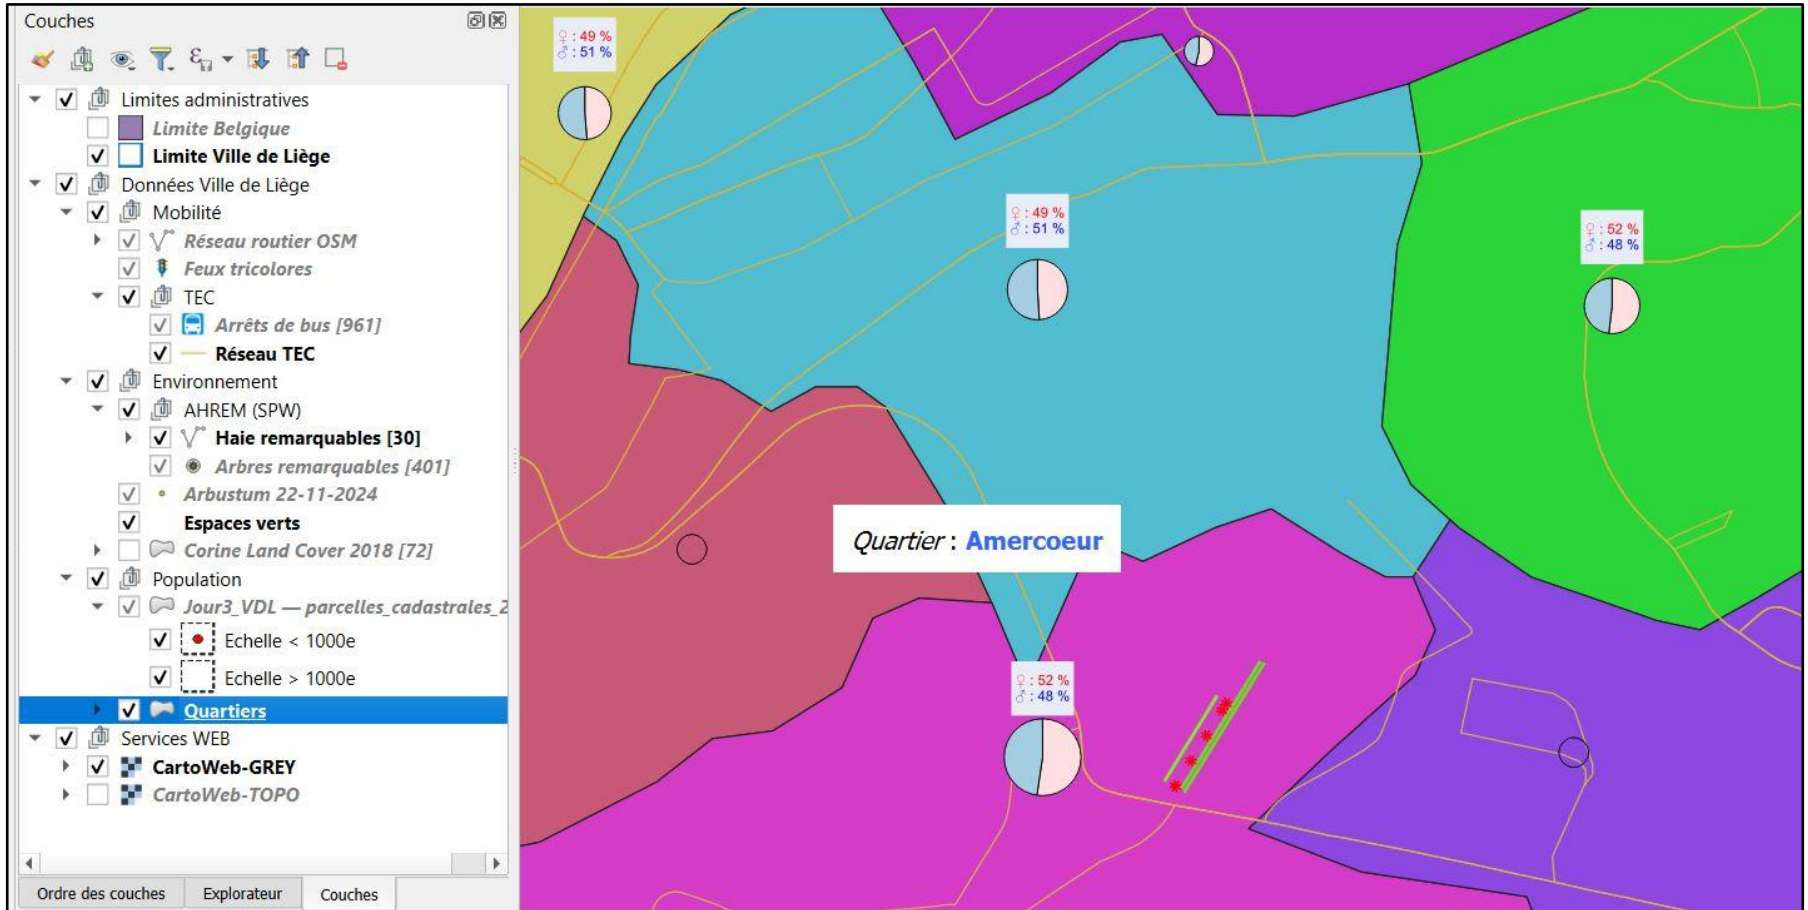 Couches
Limites administratives
Limite Belgique
Limite Ville de Liège
Données Ville de Liège
Mobilité
Réseau routier OSM
Feux tricolores
TEC
Arrêts de bus [961]
Réseau TEC
Environnement
AHREM (SPW)
Haie remarquables [30]
Arbres remarquables [401]
Arbustum 22-11-2024
Espaces verts
Corine Land Cover 2018 [72]
Population
Jour3_VDL — parcelles_cadastrales_2
Echelle < 1000e
Echelle > 1000e
Quartiers
Services WEB
CartoWeb-GREY
CartoWeb-TOPO
Ordre des couches Explorateur Couches
♀ : 49 %
♂ : 51 %
♀ : 49 %
♂ : 51 %
♀ : 52 %
♂ : 48 %
Quartier : Amercoeur
♀ : 52 %
♂ : 48 %